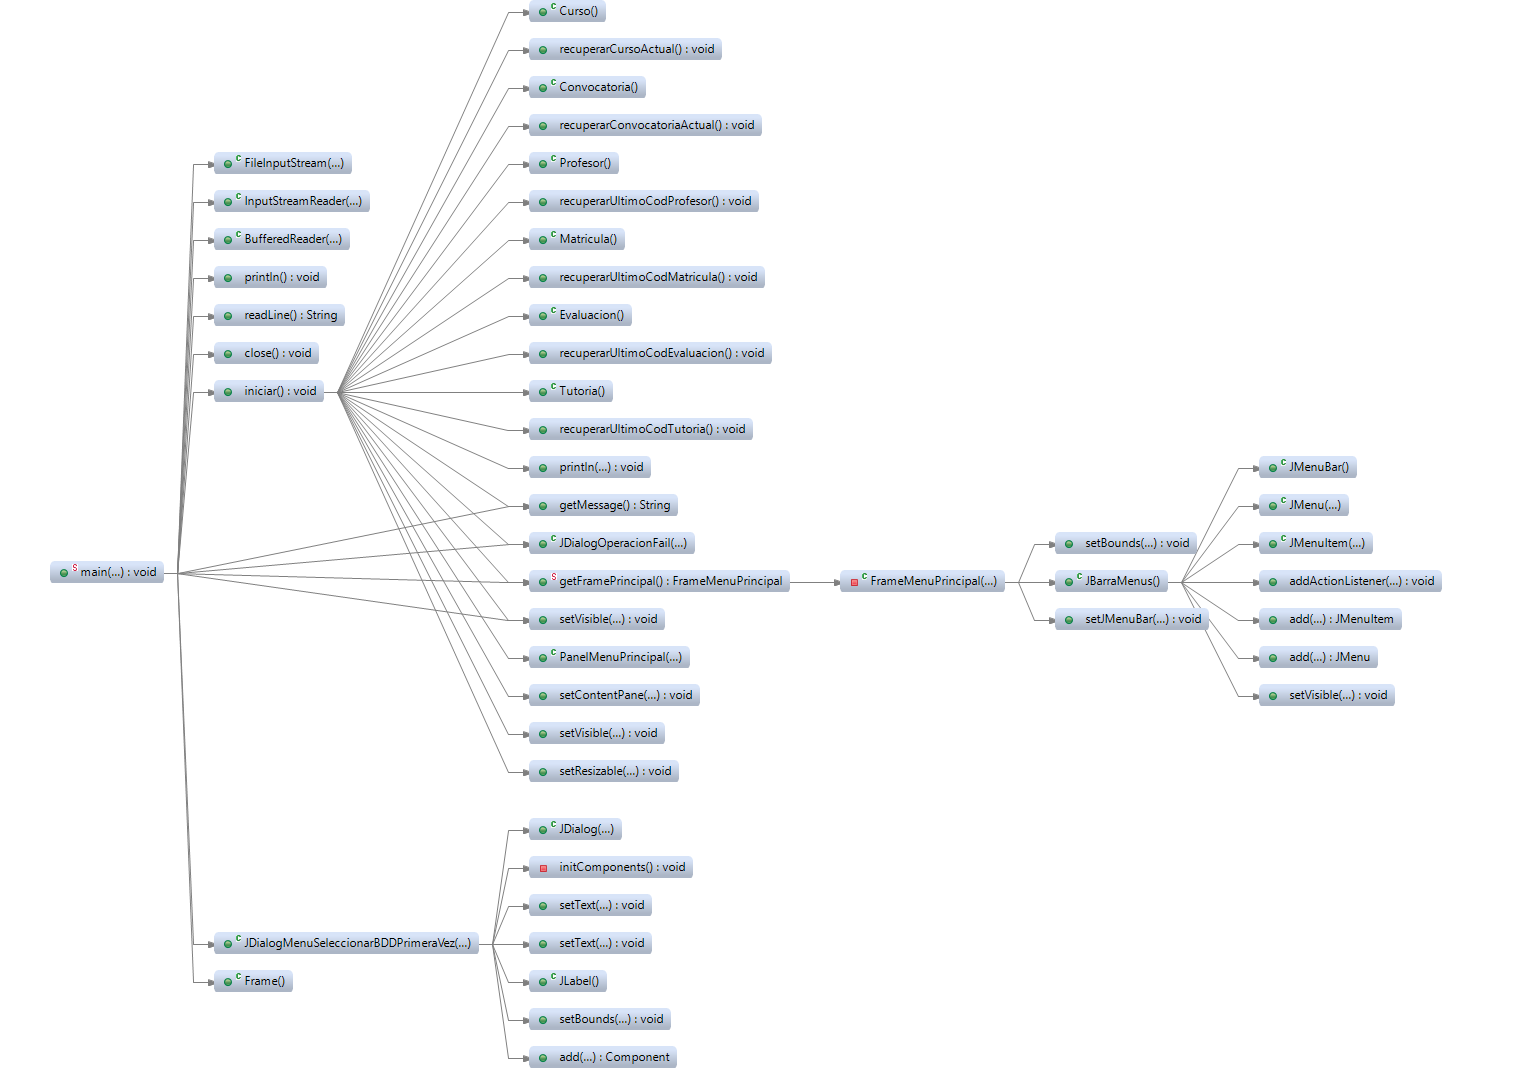 main(...) : void
FileInputStream(...)
InputStreamReader(...)
BufferedReader(...)
println() : void
readLine() : String
close() : void
iniciar() : void
JDialogMenuSeleccionarBDDPrimeraVez(...)
Frame()
Curso()
recuperarCursoActual() : void
Convocatoria()
recuperarConvocatoriaActual() : void
Profesor()
recuperarUltimoCodProfesor() : void
Matricula()
recuperarUltimoCodMatricula() : void
Evaluacion()
recuperarUltimoCodEvaluacion() : void
Tutoria()
recuperarUltimoCodTutoria() : void
println(...) : void
getMessage() : String
JDialogOperacionFail(...)
getFramePrincipal() : FrameMenuPrincipal
setVisible(...) : void
PanelMenuPrincipal(...)
setContentPane(...) : void
setVisible(...) : void
setResizable(...) : void
JDialog(...)
initComponents() : void
setText(...) : void
setText(...) : void
JLabel()
setBounds(...) : void
add(...) : Component
FrameMenuPrincipal(...)
setBounds(...) : void
JBarraMenus()
setJMenuBar(...) : void
JMenuBar()
JMenu(...)
JMenuItem(...)
addActionListener(...) : void
add(...) : JMenuItem
add(...) : JMenu
setVisible(...) : void